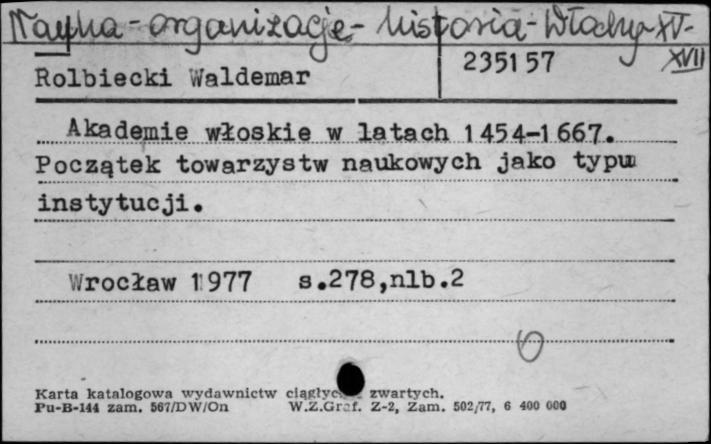 Nauka - organizacje - historia - Włochy - XV-
XVII
Rolbiecki Waldemar
235157
Akademie włoskie w latach 1454-1667.
Początek towarzystw naukowych jako typu
instytucji.
Wrocław 1977 s.278,nlb.2
Karta katalogowa wydawnictw zwartych.
Pu-B-144 zam. 567/DW/On W.Z.Graf. Z-2, Zam. 502/77, 6 400 000